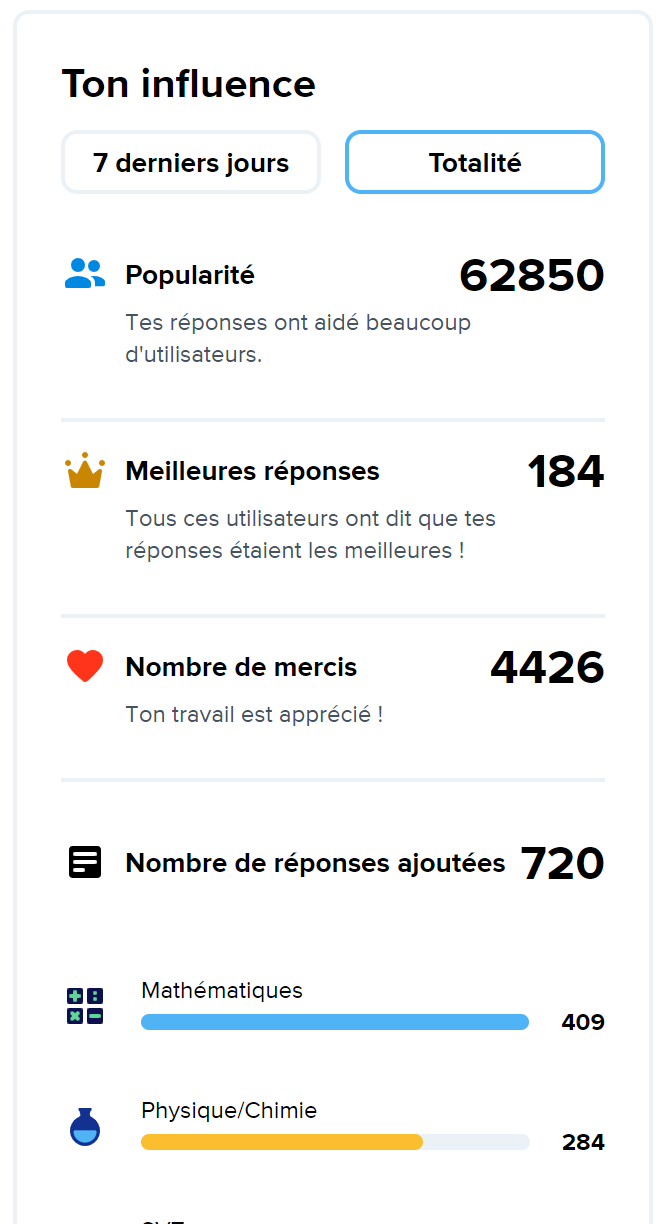 Ton influence
7 derniers jours
Totalité
Popularité
62850
Tes réponses ont aidé beaucoup
d'utilisateurs.
Meilleures réponses
184
Tous ces utilisateurs ont dit que tes
réponses étaient les meilleures !
Nombre de mercis
4426
Ton travail est apprécié !
Nombre de réponses ajoutées
720
Mathématiques
409
Physique/Chimie
284